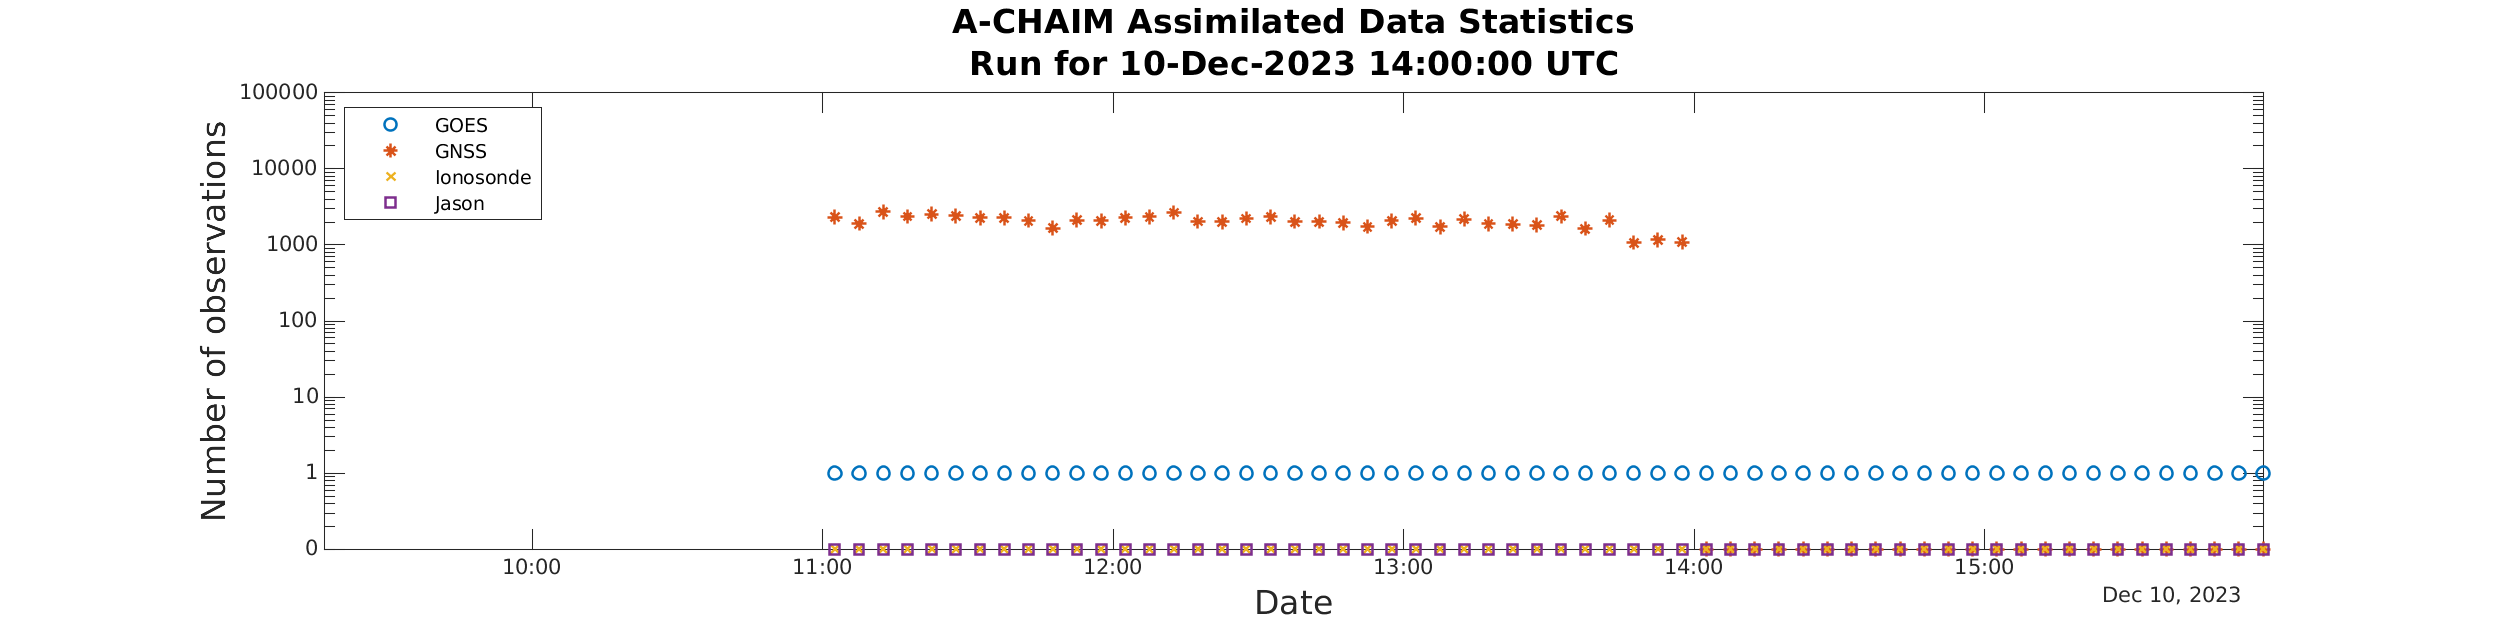 A-CHAIM Assimilated Data Statistics
Run for 10-Dec-2023 14:00:00 UTC
Number of observations
100000
10000
1000
100
10
1
0
GOES
GNSS
Ionosonde
Jason
10:00 11:00 12:00 13:00 14:00 15:00
Dec 10, 2023
Date